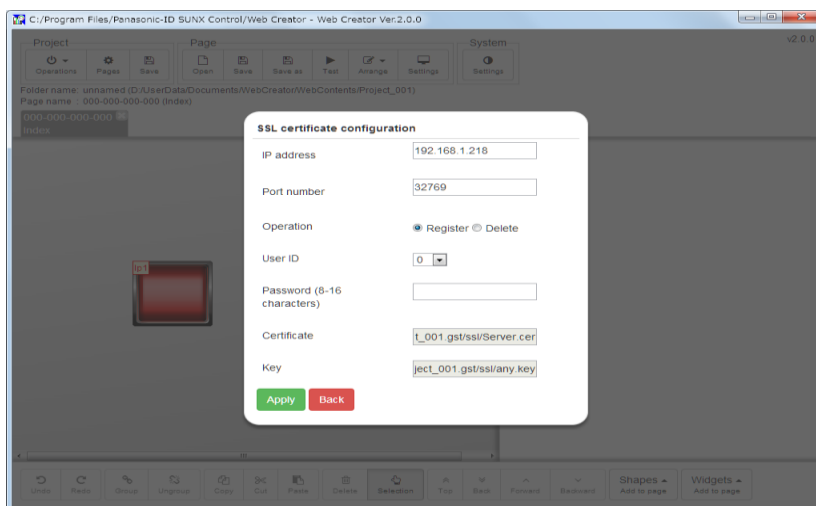 C:/Program Files/Panasonic-ID SUNX Control/Web Creator - Web Creator Ver.2.0.0
v2.0.0
Project
Page
System
Operations
Pages
Save
Open
Save
Save as
Test
Arrange
Settings
Settings
Folder name: unnamed (D:/UserData/Documents/WebCreator/WebContents/Project_001)
Page name : 000-000-000-000 (Index)
000-000-000-000
Index
lp1
SSL certificate configuration
IP address
192.168.1.218
Port number
32769
Operation
Register Delete
User ID
0
Password (8-16
characters)
Certificate
t_001.gst/ssl/Server.cer
Key
ject_001.gst/ssl/any.key
Apply Back
Undo
Redo
Group
Ungroup
Copy
Cut
Paste
Delete
Selection
Top
Back
Forward
Backward
Shapes
Add to page
Widgets
Add to page